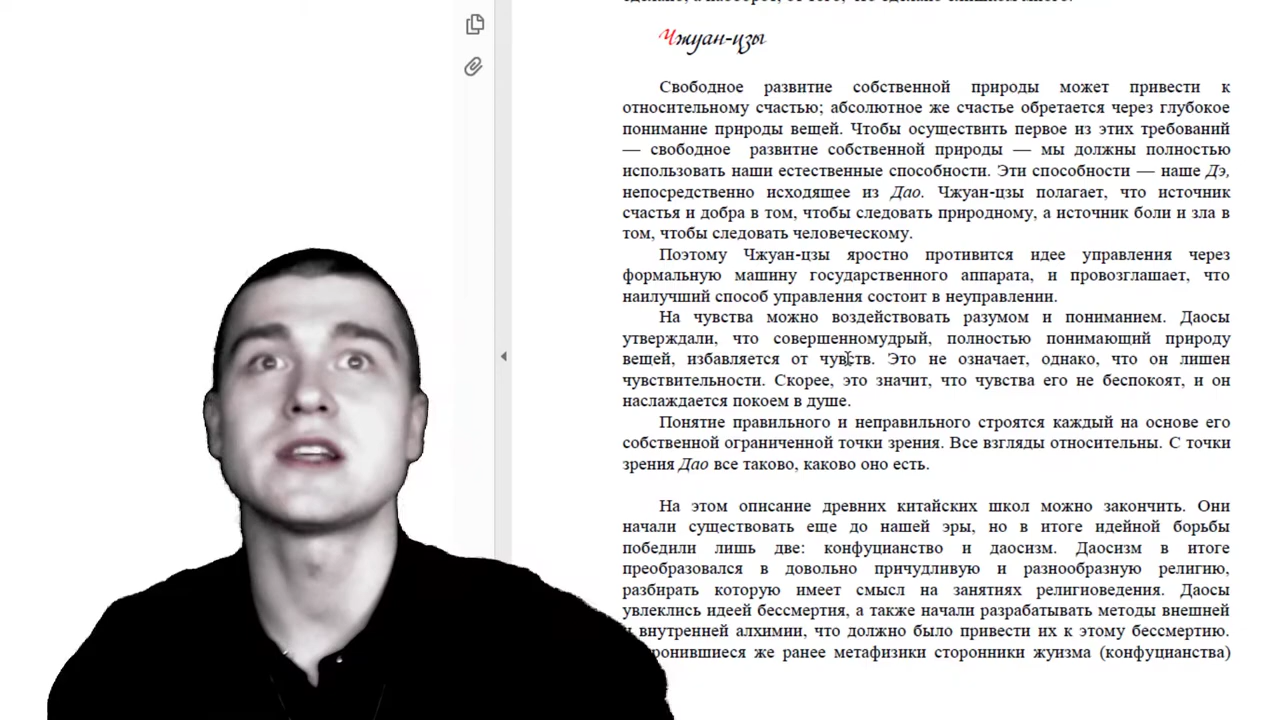 Чжуан-цзы
Свободное развитие собственной природы может привести к
относительному счастью; абсолютное же счастье обретается через глубокое
понимание природы вещей. Чтобы осуществить первое из этих требований
— свободное развитие собственной природы — мы должны полностью
использовать наши естественные способности. Эти способности — наше Дэ,
непосредственно исходящее из Дао. Чжуан-цзы полагает, что источник
счастья и добра в том, чтобы следовать природному, а источник боли и зла в
том, чтобы следовать человеческому.
Поэтому Чжуан-цзы яростно противится идее управления через
формальную машину государственного аппарата, и провозглашает, что
наилучший способ управления состоит в неуправлении.
На чувства можно воздействовать разумом и пониманием. Даосы
утверждали, что совершенномудрый, полностью понимающий природу
вещей, избавляется от чувств. Это не означает, однако, что он лишен
чувствительности. Скорее, это значит, что чувства его не беспокоят, и он
наслаждается покоем в душе.
Понятие правильного и неправильного строятся каждый на основе его
собственной ограниченной точки зрения. Все взгляды относительны. С точки
зрения Дао все таково, каково оно есть.
На этом описание древних китайских школ можно закончить. Они
начали существовать еще до нашей эры, но в итоге идейной борьбы
победили лишь две: конфуцианство и даосизм. Даосизм в итоге
преобразовался в довольно причудливую и разнообразную религию,
разбирать которую имеет смысл на занятиях религиоведения. Даосы
увлеклись идеей бессмертия, а также начали разрабатывать методы внешней
внутренней алхимии, что должно было привести их к этому бессмертию.
же ранее метафизики сторонники жуизма (конфуцианства)